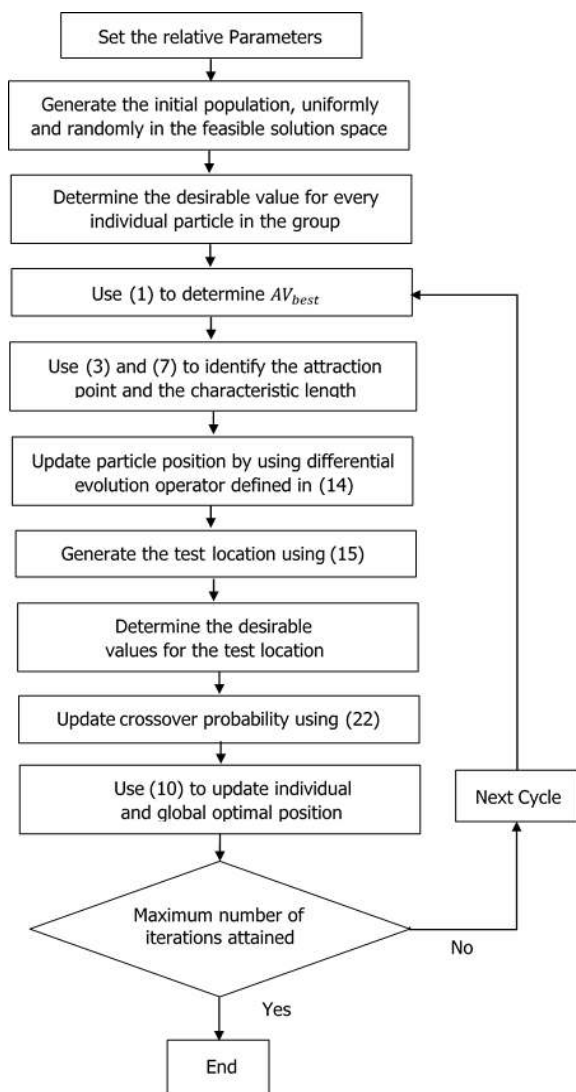 Set the relative Parameters
Generate the initial population, uniformly
and randomly in the feasible solution space
Determine the desirable value for every
individual particle in the group
Use (1) to determine AV_best
Use (3) and (7) to identify the attraction
point and the characteristic length
Update particle position by using differential
evolution operator defined in (14)
Generate the test location using (15)
Determine the desirable
values for the test location
Update crossover probability using (22)
Use (10) to update individual
and global optimal position
Next Cycle
Maximum number of
iterations attained
No
Yes
End